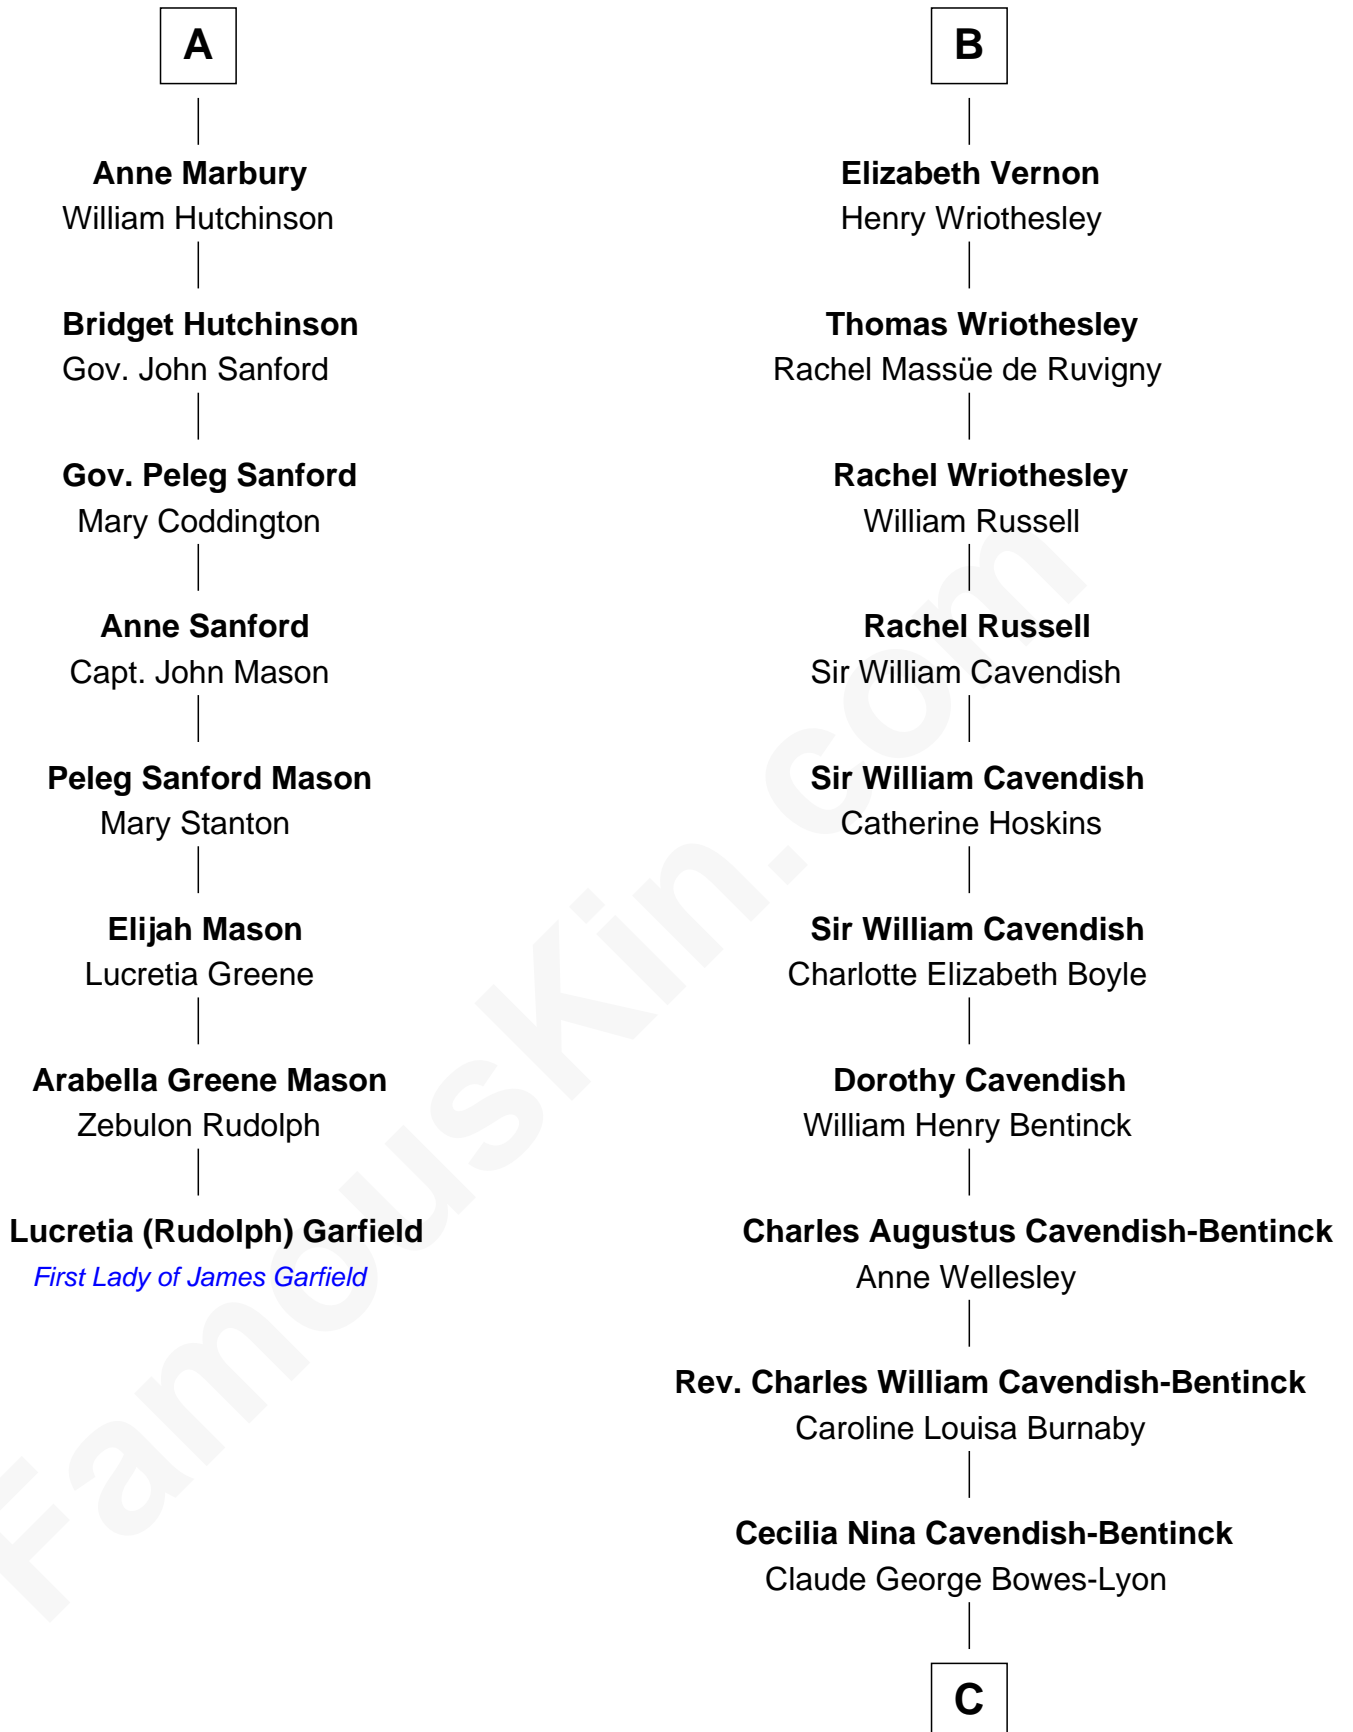 A
Anne Marbury
William Hutchinson
Bridget Hutchinson
Gov. John Sanford
Gov. Peleg Sanford
Mary Coddington
Anne Sanford
Capt. John Mason
Peleg Sanford Mason
Mary Stanton
Elijah Mason
Lucretia Greene
Arabella Greene Mason
Zebulon Rudolph
Lucretia (Rudolph) Garfield
First Lady of James Garfield
B
Elizabeth Vernon
Henry Wriothesley
Thomas Wriothesley
Rachel Massüe de Ruvigny
Rachel Wriothesley
William Russell
Rachel Russell
Sir William Cavendish
Sir William Cavendish
Catherine Hoskins
Sir William Cavendish
Charlotte Elizabeth Boyle
Dorothy Cavendish
William Henry Bentinck
Charles Augustus Cavendish-Bentinck
Anne Wellesley
Rev. Charles William Cavendish-Bentinck
Caroline Louisa Burnaby
Cecilia Nina Cavendish-Bentinck
Claude George Bowes-Lyon
C
FamousKin.com